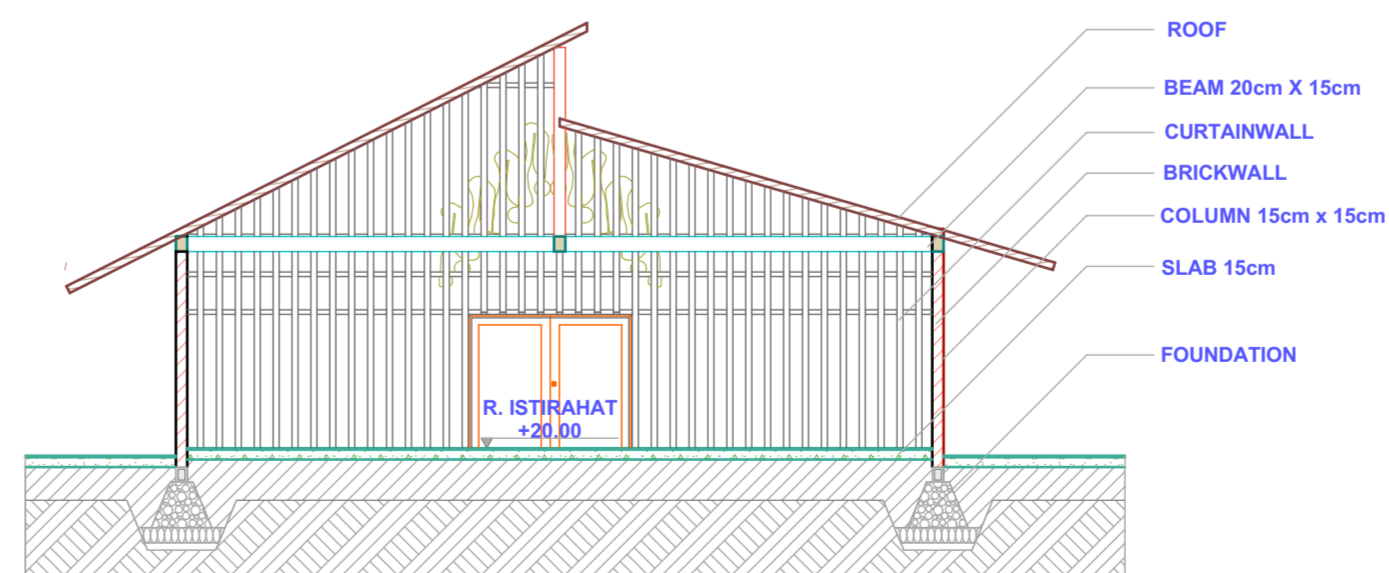 ROOF
BEAM 20cm X 15cm
CURTAINWALL
BRICKWALL
COLUMN 15cm x 15cm
SLAB 15cm
FOUNDATION
R. ISTIRAHAT
+20.00